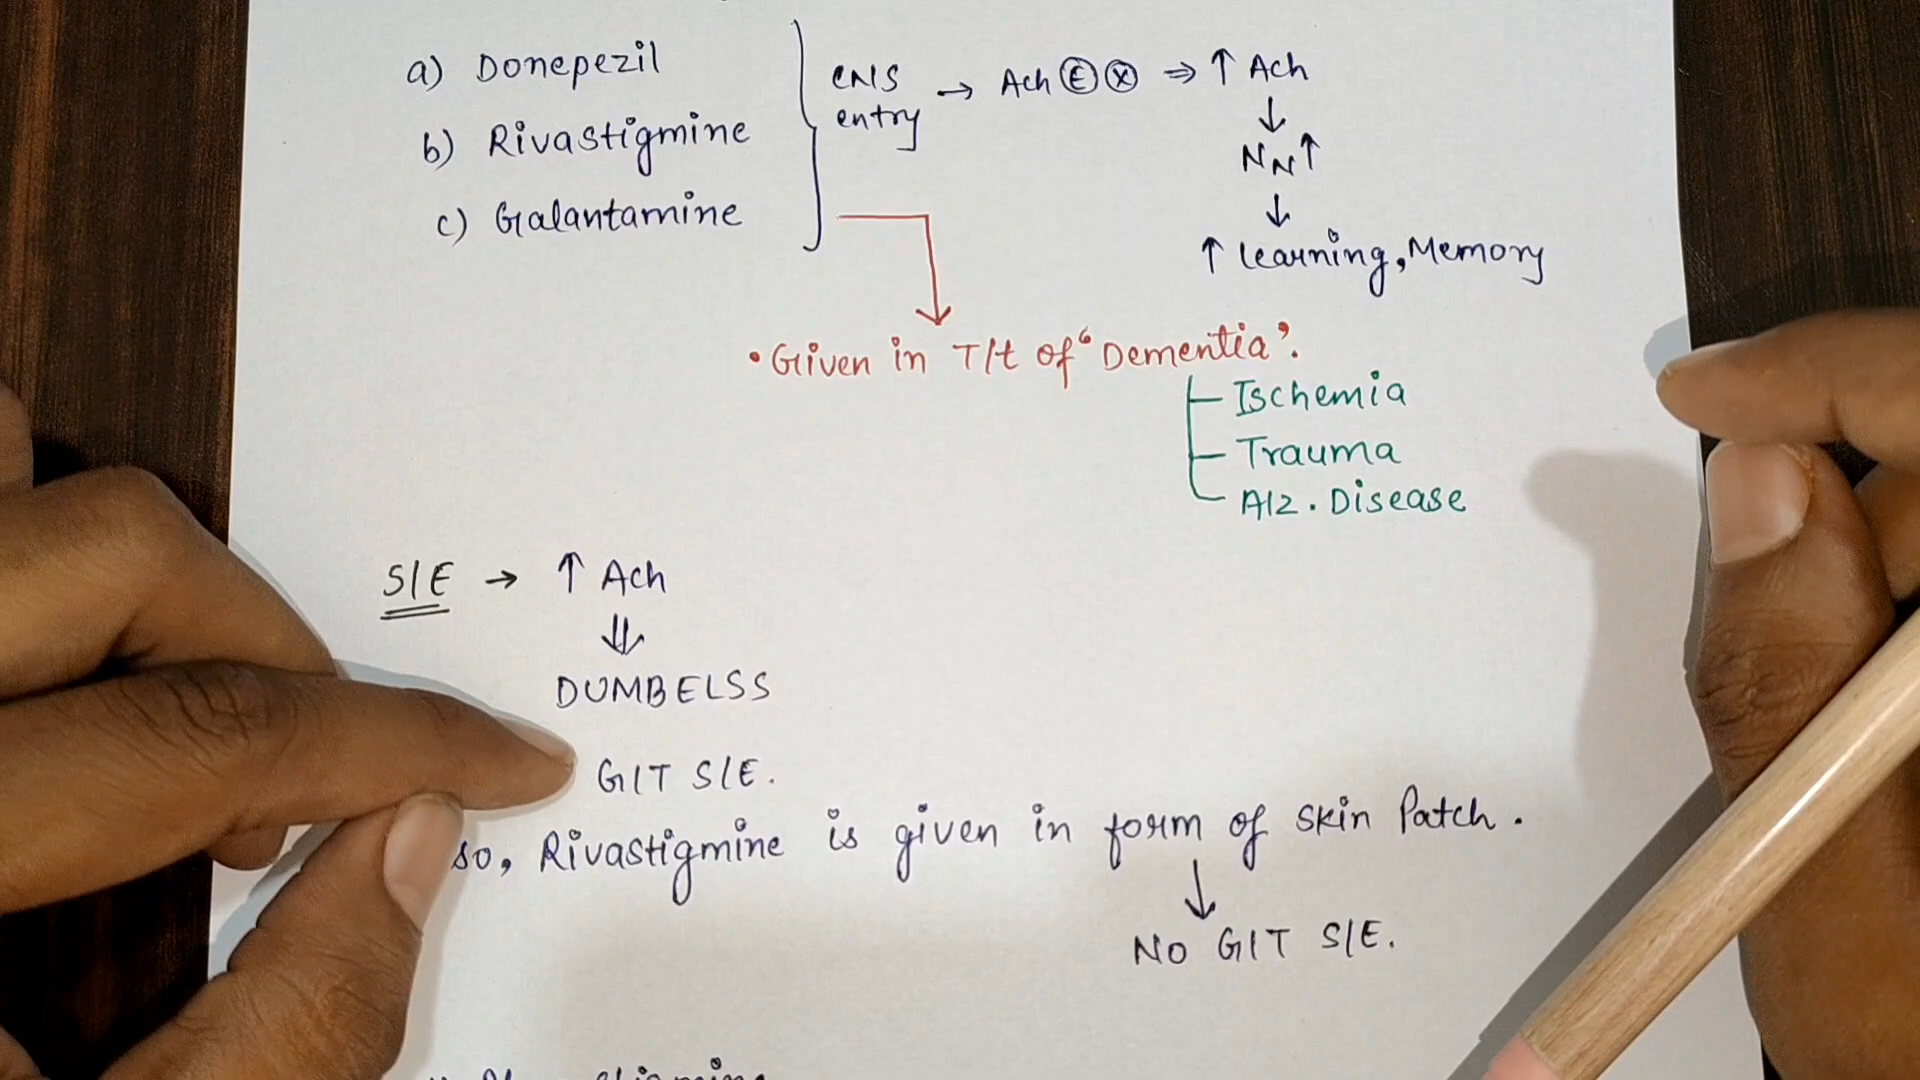 a) Donepezil
b) Rivastigmine
c) Galantamine
CNS
entry
→ Ach Ⓔ ⓧ ⇒ ↑ Ach
↓
NN↑
↓
↑ learning, Memory
• Given in T/t of “Dementia”.
Ischemia
Trauma
Alz. Disease
S/E → ↑ Ach
⇓
DUMBELSS
GIT S/E.
so, Rivastigmine is given in form of skin Patch.
↓
NO GIT S/E.